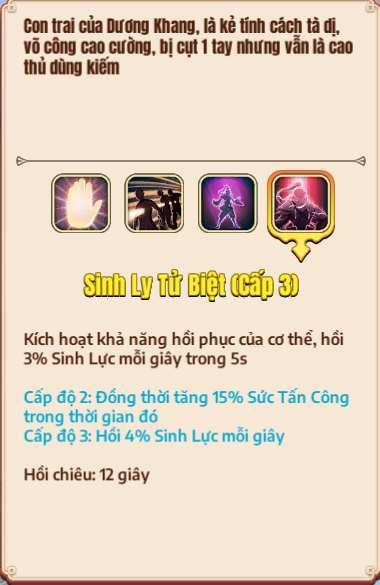 Con trai của Dương Khang, là kẻ tính cách tà dị,
võ công cao cường, bị cụt 1 tay nhưng vẫn là cao
thủ dùng kiếm
Sinh Ly Tử Biệt (Cấp 3)
Kích hoạt khả năng hồi phục của cơ thể, hồi
3% Sinh Lực mỗi giây trong 5s
Cấp độ 2: Đồng thời tăng 15% Sức Tấn Công
trong thời gian đó
Cấp độ 3: Hồi 4% Sinh Lực mỗi giây
Hồi chiêu: 12 giây